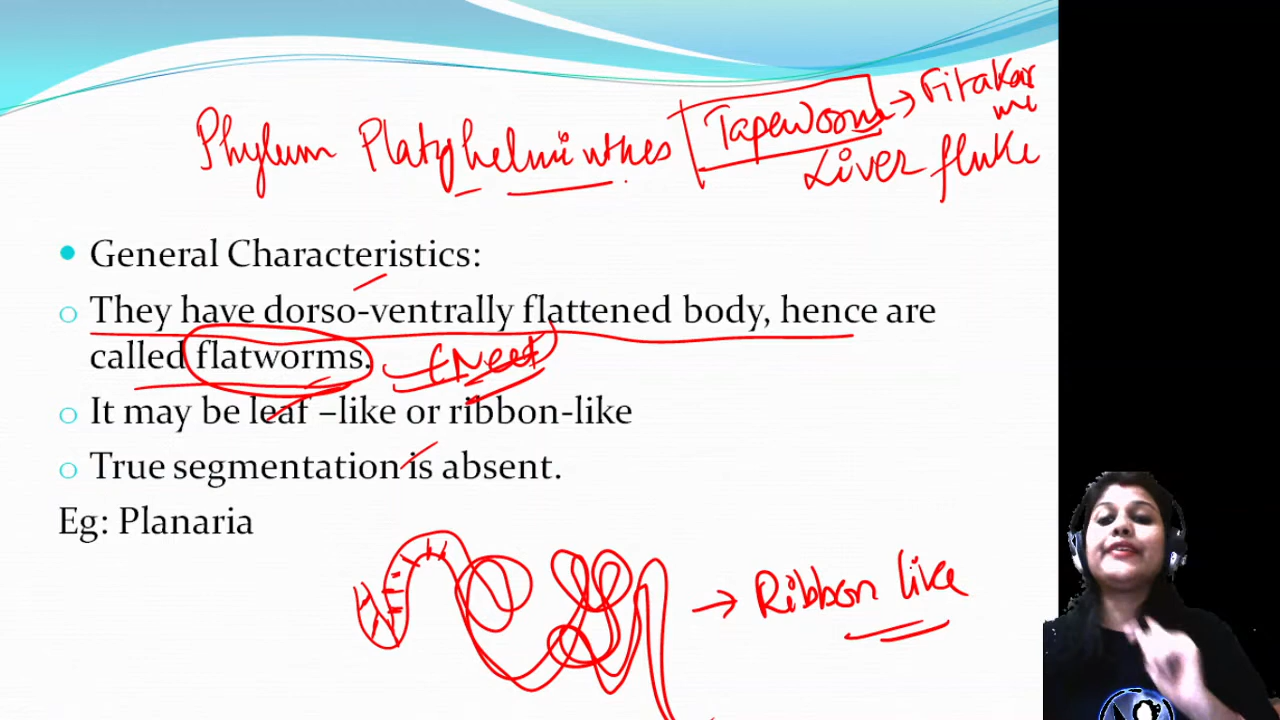 Phylum Platyhelminthes
Tapeworm → Fitakar
Liver fluke
General Characteristics:
They have dorso-ventrally flattened body, hence are
called flatworms. (Neet)
It may be leaf –like or ribbon-like
True segmentation is absent.
Eg: Planaria
→ Ribbon like